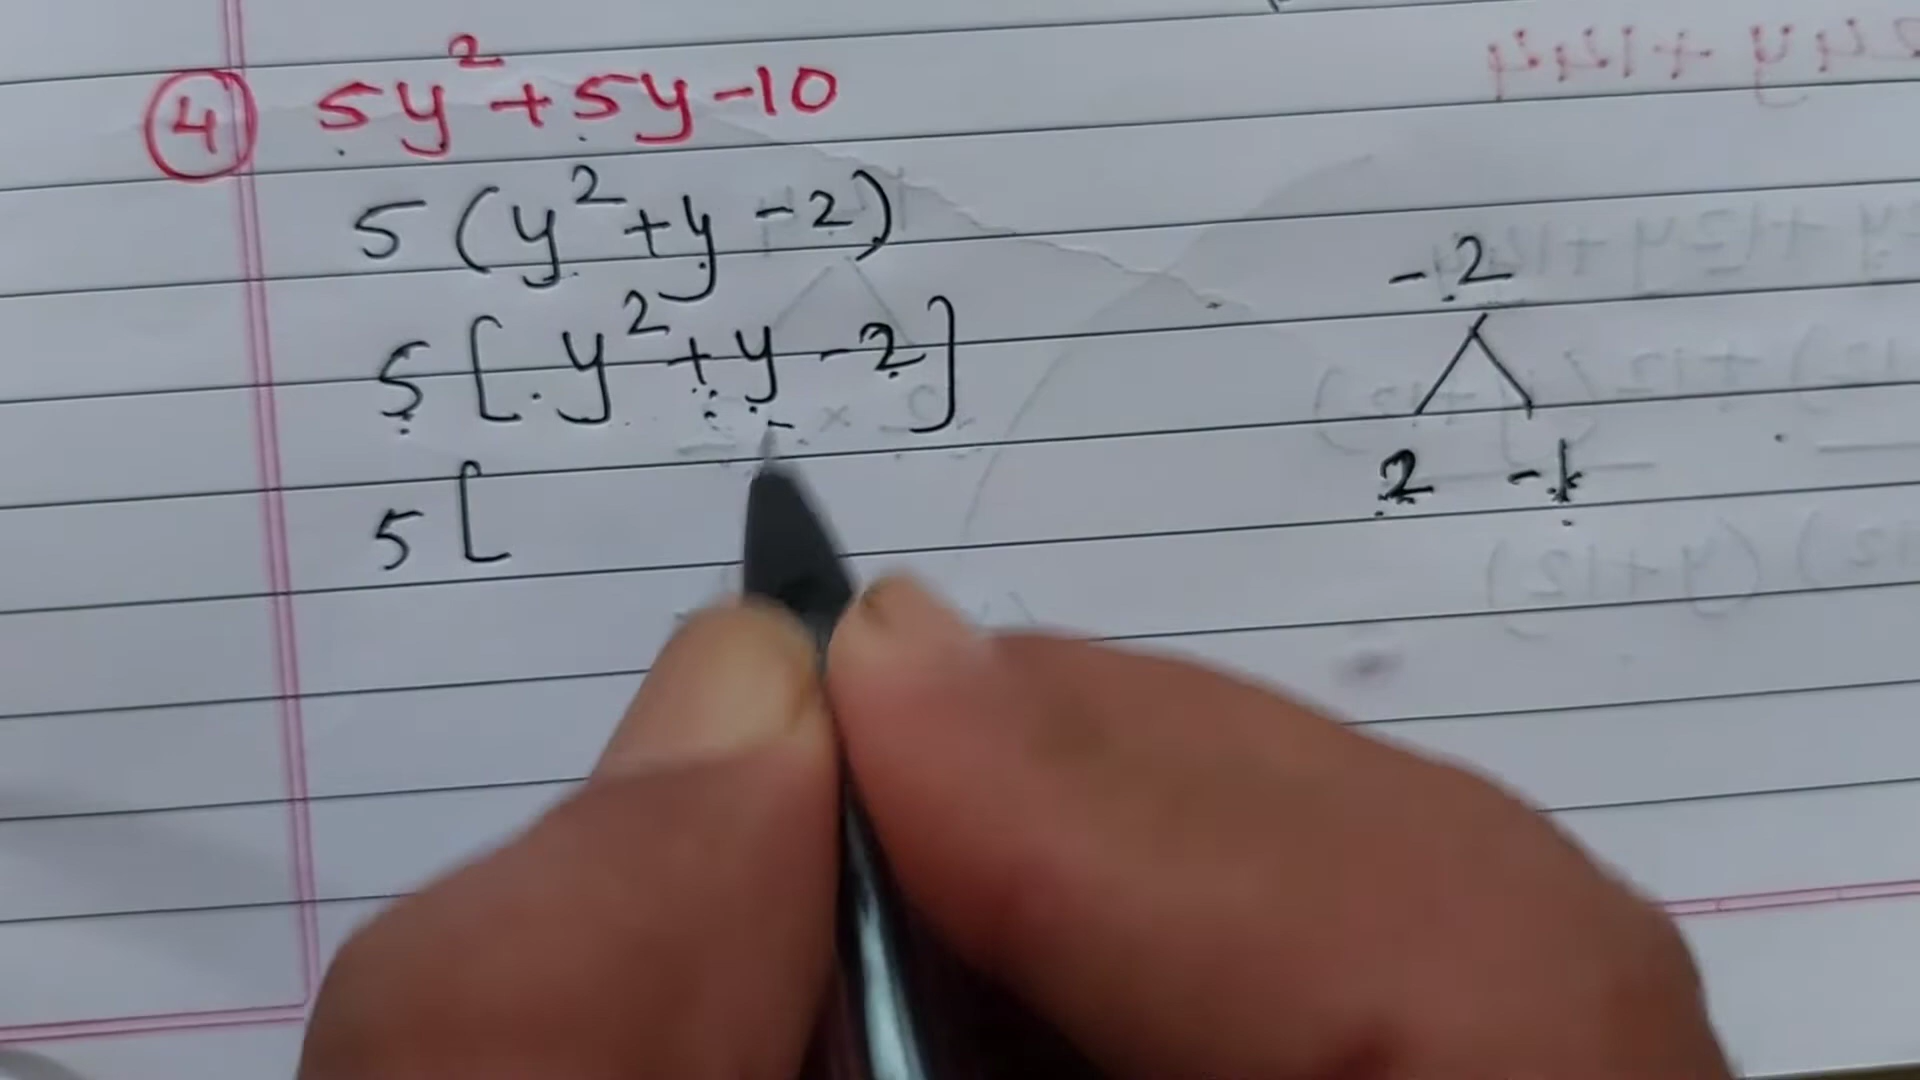 4 5y² + 5y - 10
5 (y² + y - 2)
5 [y² + y - 2]
5 [
-2
2 -1